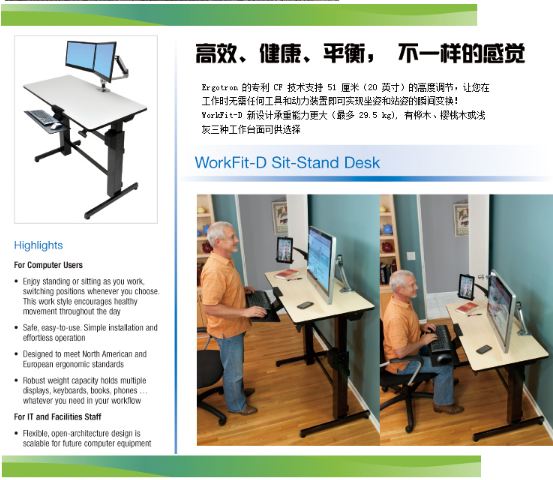 高效、健康、平衡， 不一样的感觉
Ergotron 的专利 CF 技术支持 51 厘米（20 英寸）的高度调节，让您在
工作时无需任何工具和动力装置即可实现坐姿和站姿的瞬间变换！
WorkFit-D 新设计承重能力更大（最多 29.5 kg），有桦木、樱桃木或浅
灰三种工作台面可供选择
WorkFit-D Sit-Stand Desk
Highlights
For Computer Users
• Enjoy standing or sitting as you work,
switching positions whenever you choose.
This work style encourages healthy
movement throughout the day
• Safe, easy-to-use. Simple installation and
effortless operation
• Designed to meet North American and
European ergonomic standards
• Robust weight capacity holds multiple
displays, keyboards, books, phones …
whatever you need in your workflow
For IT and Facilities Staff
• Flexible, open-architecture design is
scalable for future computer equipment